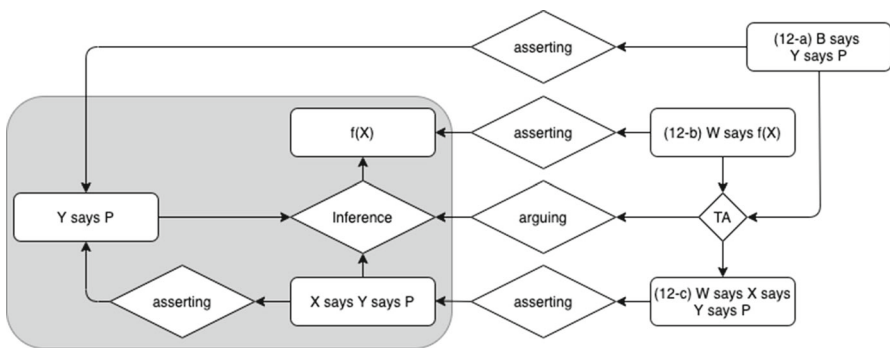 asserting
(12-a) B says
Y says P
f(X)
asserting
(12-b) W says f(X)
Y says P
Inference
arguing
TA
asserting
X says Y says P
asserting
(12-c) W says X says
Y says P